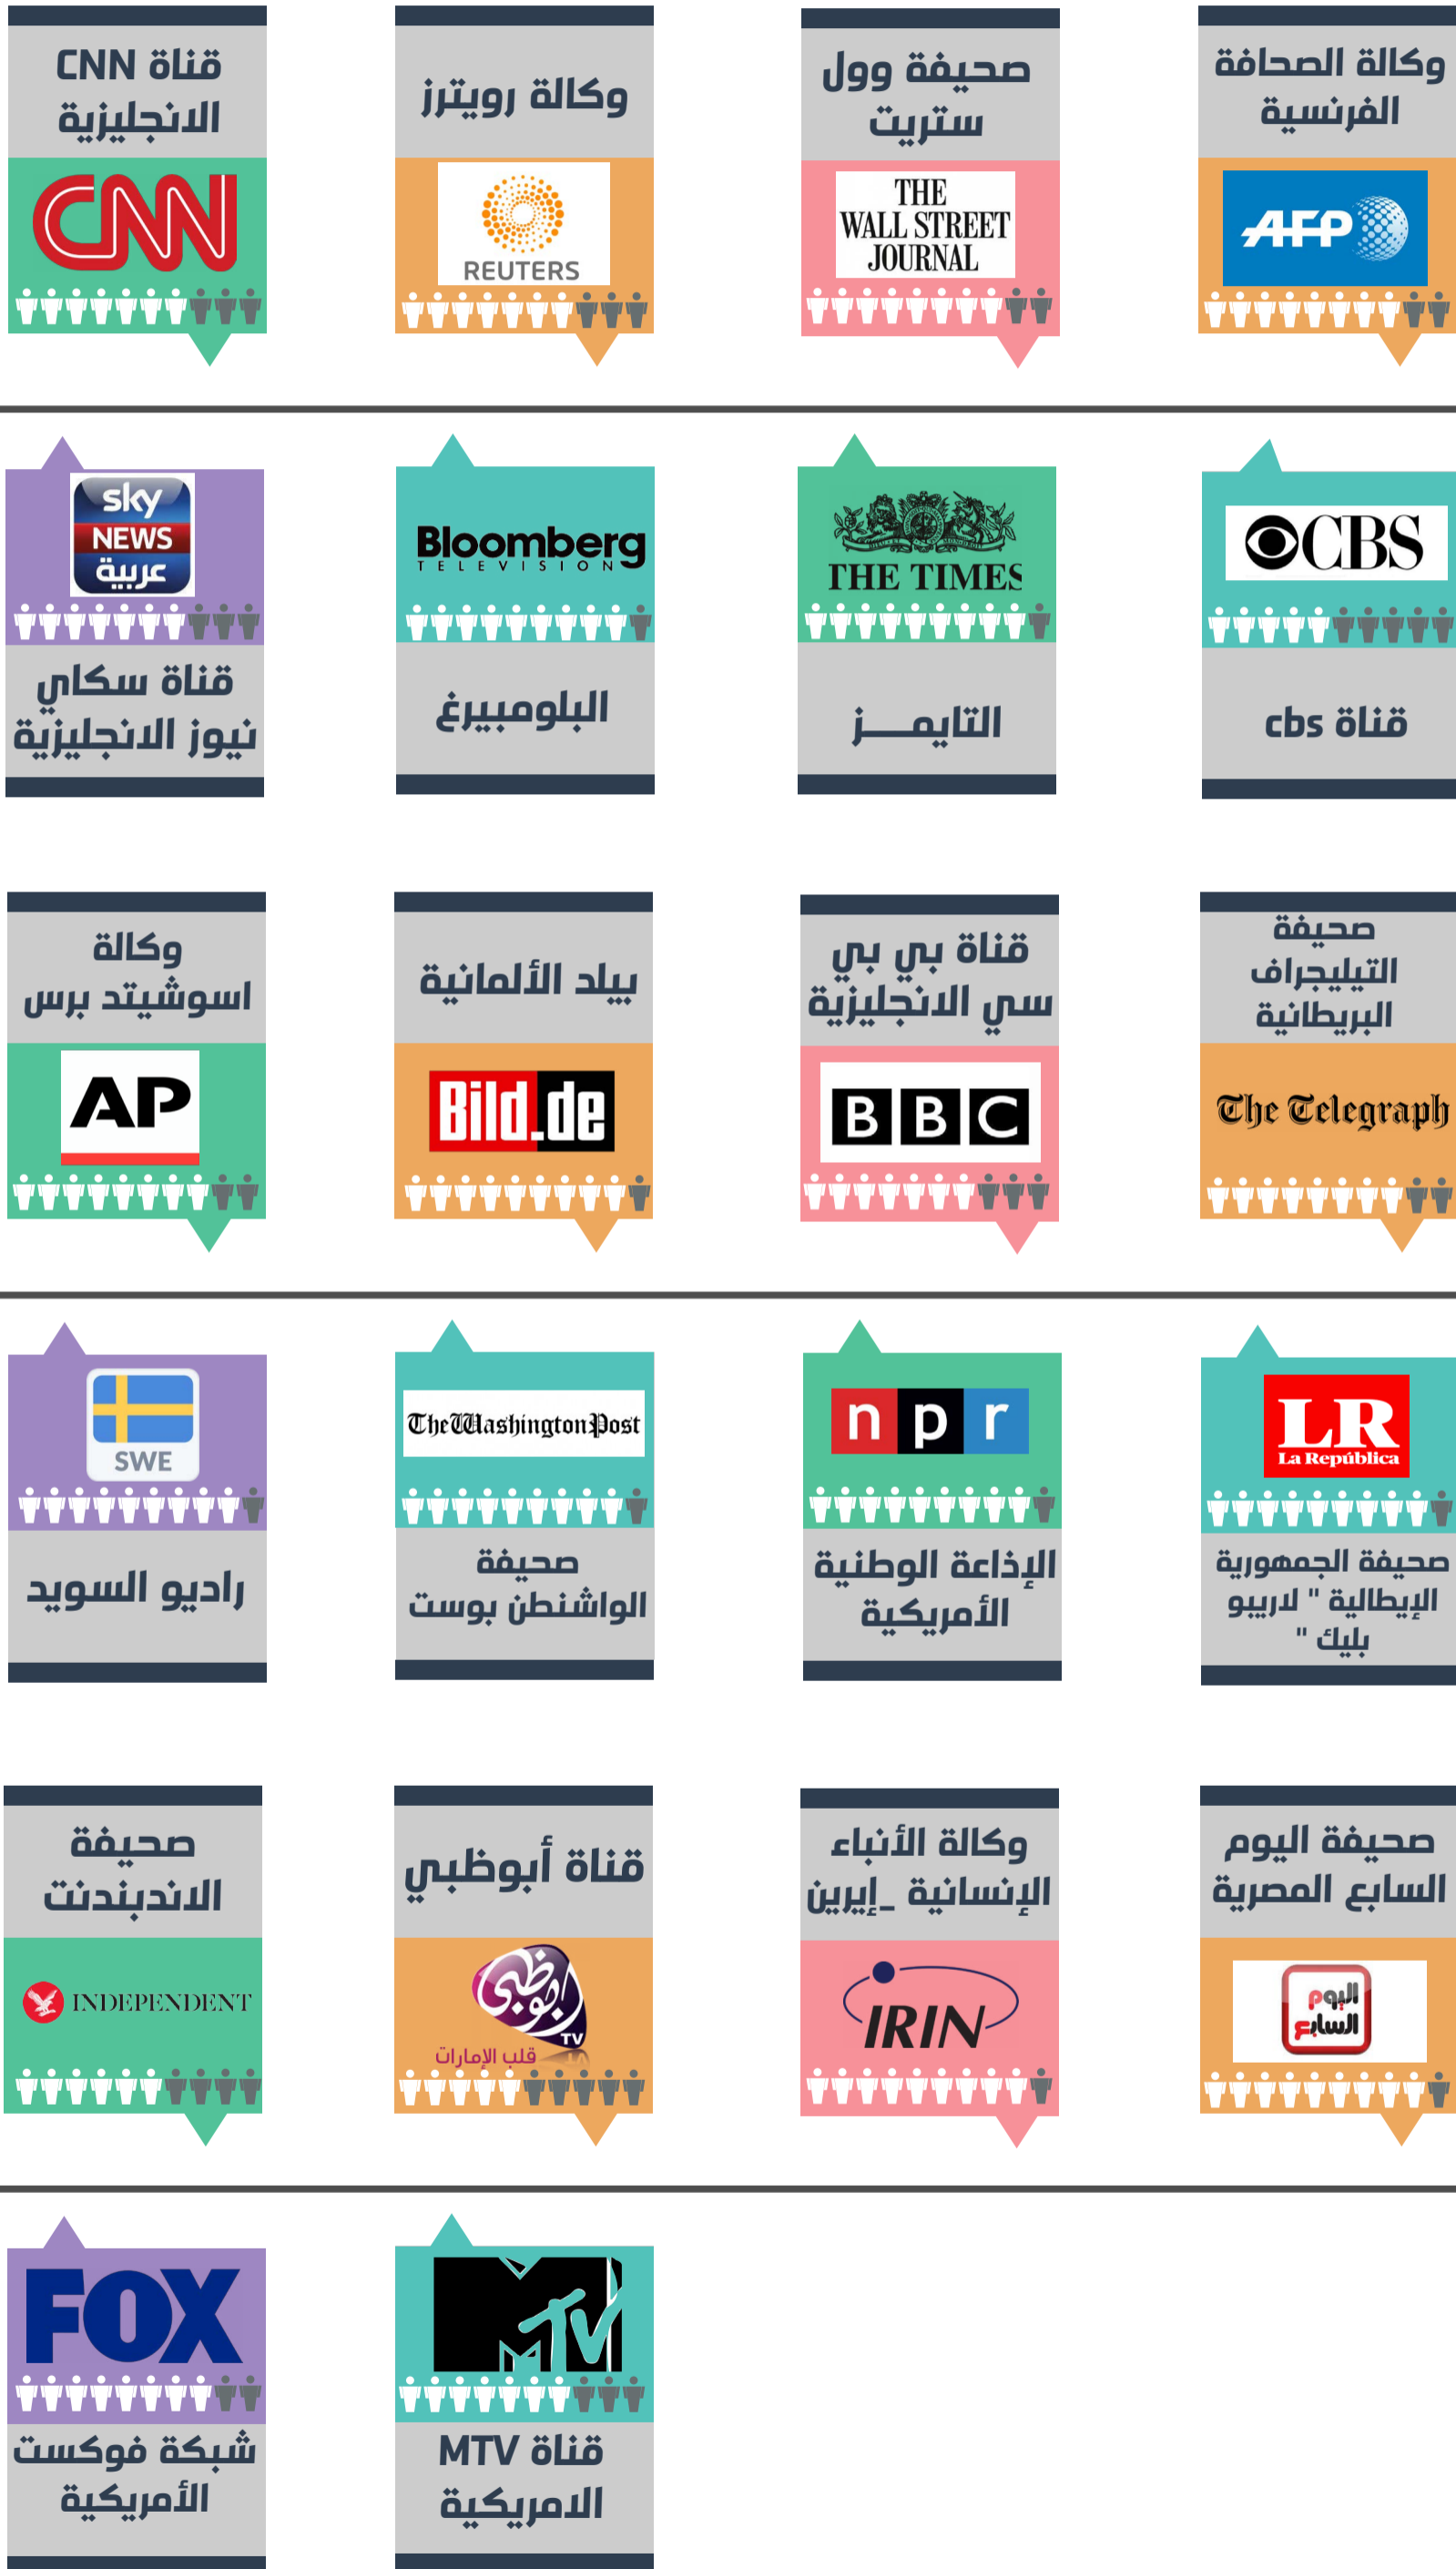 قناة CNN
الانجليزية
CNN
وكالة رويترز
REUTERS
صحيفة وول
ستريت
THE
WALL STREET
JOURNAL
وكالة الصحافة
الفرنسية
AFP
sky
NEWS
عربية
قناة سكاي
نيوز الانجليزية
Bloomberg
TELEVISION
البلومبيرغ
THE TIMES
التايمــز
CBS
قناة cbs
وكالة
اسوشيتد برس
AP
بيلد الألمانية
Bild.de
قناة بي بي
سي الانجليزية
BBC
صحيفة
التيليجراف
البريطانية
The Telegraph
SWE
راديو السويد
The Washington Post
صحيفة
الواشنطن بوست
npr
الإذاعة الوطنية
الأمريكية
LR
La República
صحيفة الجمهورية
الإيطالية " لاريبو
بليك "
صحيفة
الاندبندنت
INDEPENDENT
قناة أبوظبي
أبوظبي
TV
قلب الإمارات
وكالة الأنباء
الإنسانية _إيرين
IRIN
صحيفة اليوم
السابع المصرية
اليوم
السابع
FOX
شبكة فوكست
الأمريكية
MTV
قناة MTV
الامريكية